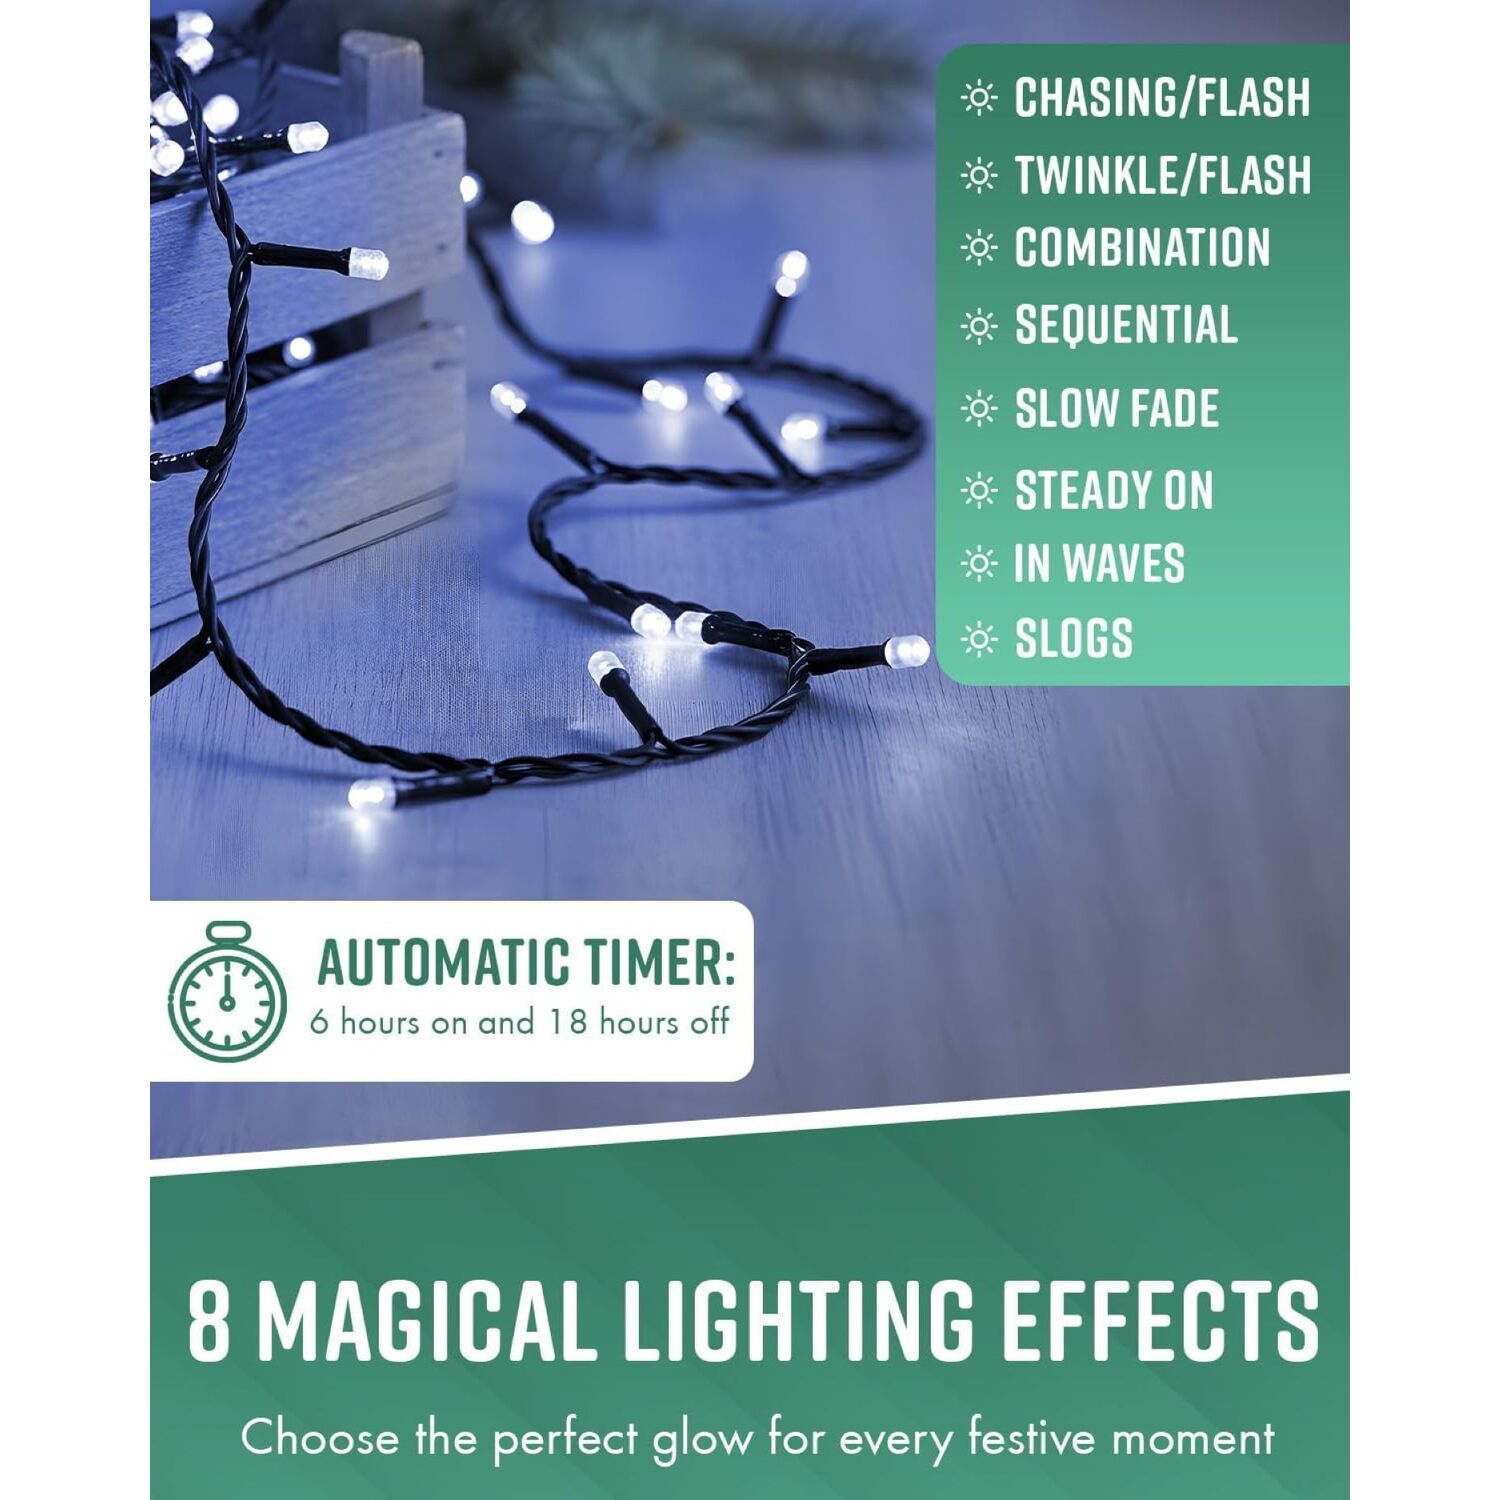 CHASING/FLASH
TWINKLE/FLASH
COMBINATION
SEQUENTIAL
SLOW FADE
STEADY ON
IN WAVES
SLOGS
AUTOMATIC TIMER:
6 hours on and 18 hours off
8 MAGICAL LIGHTING EFFECTS
Choose the perfect glow for every festive moment